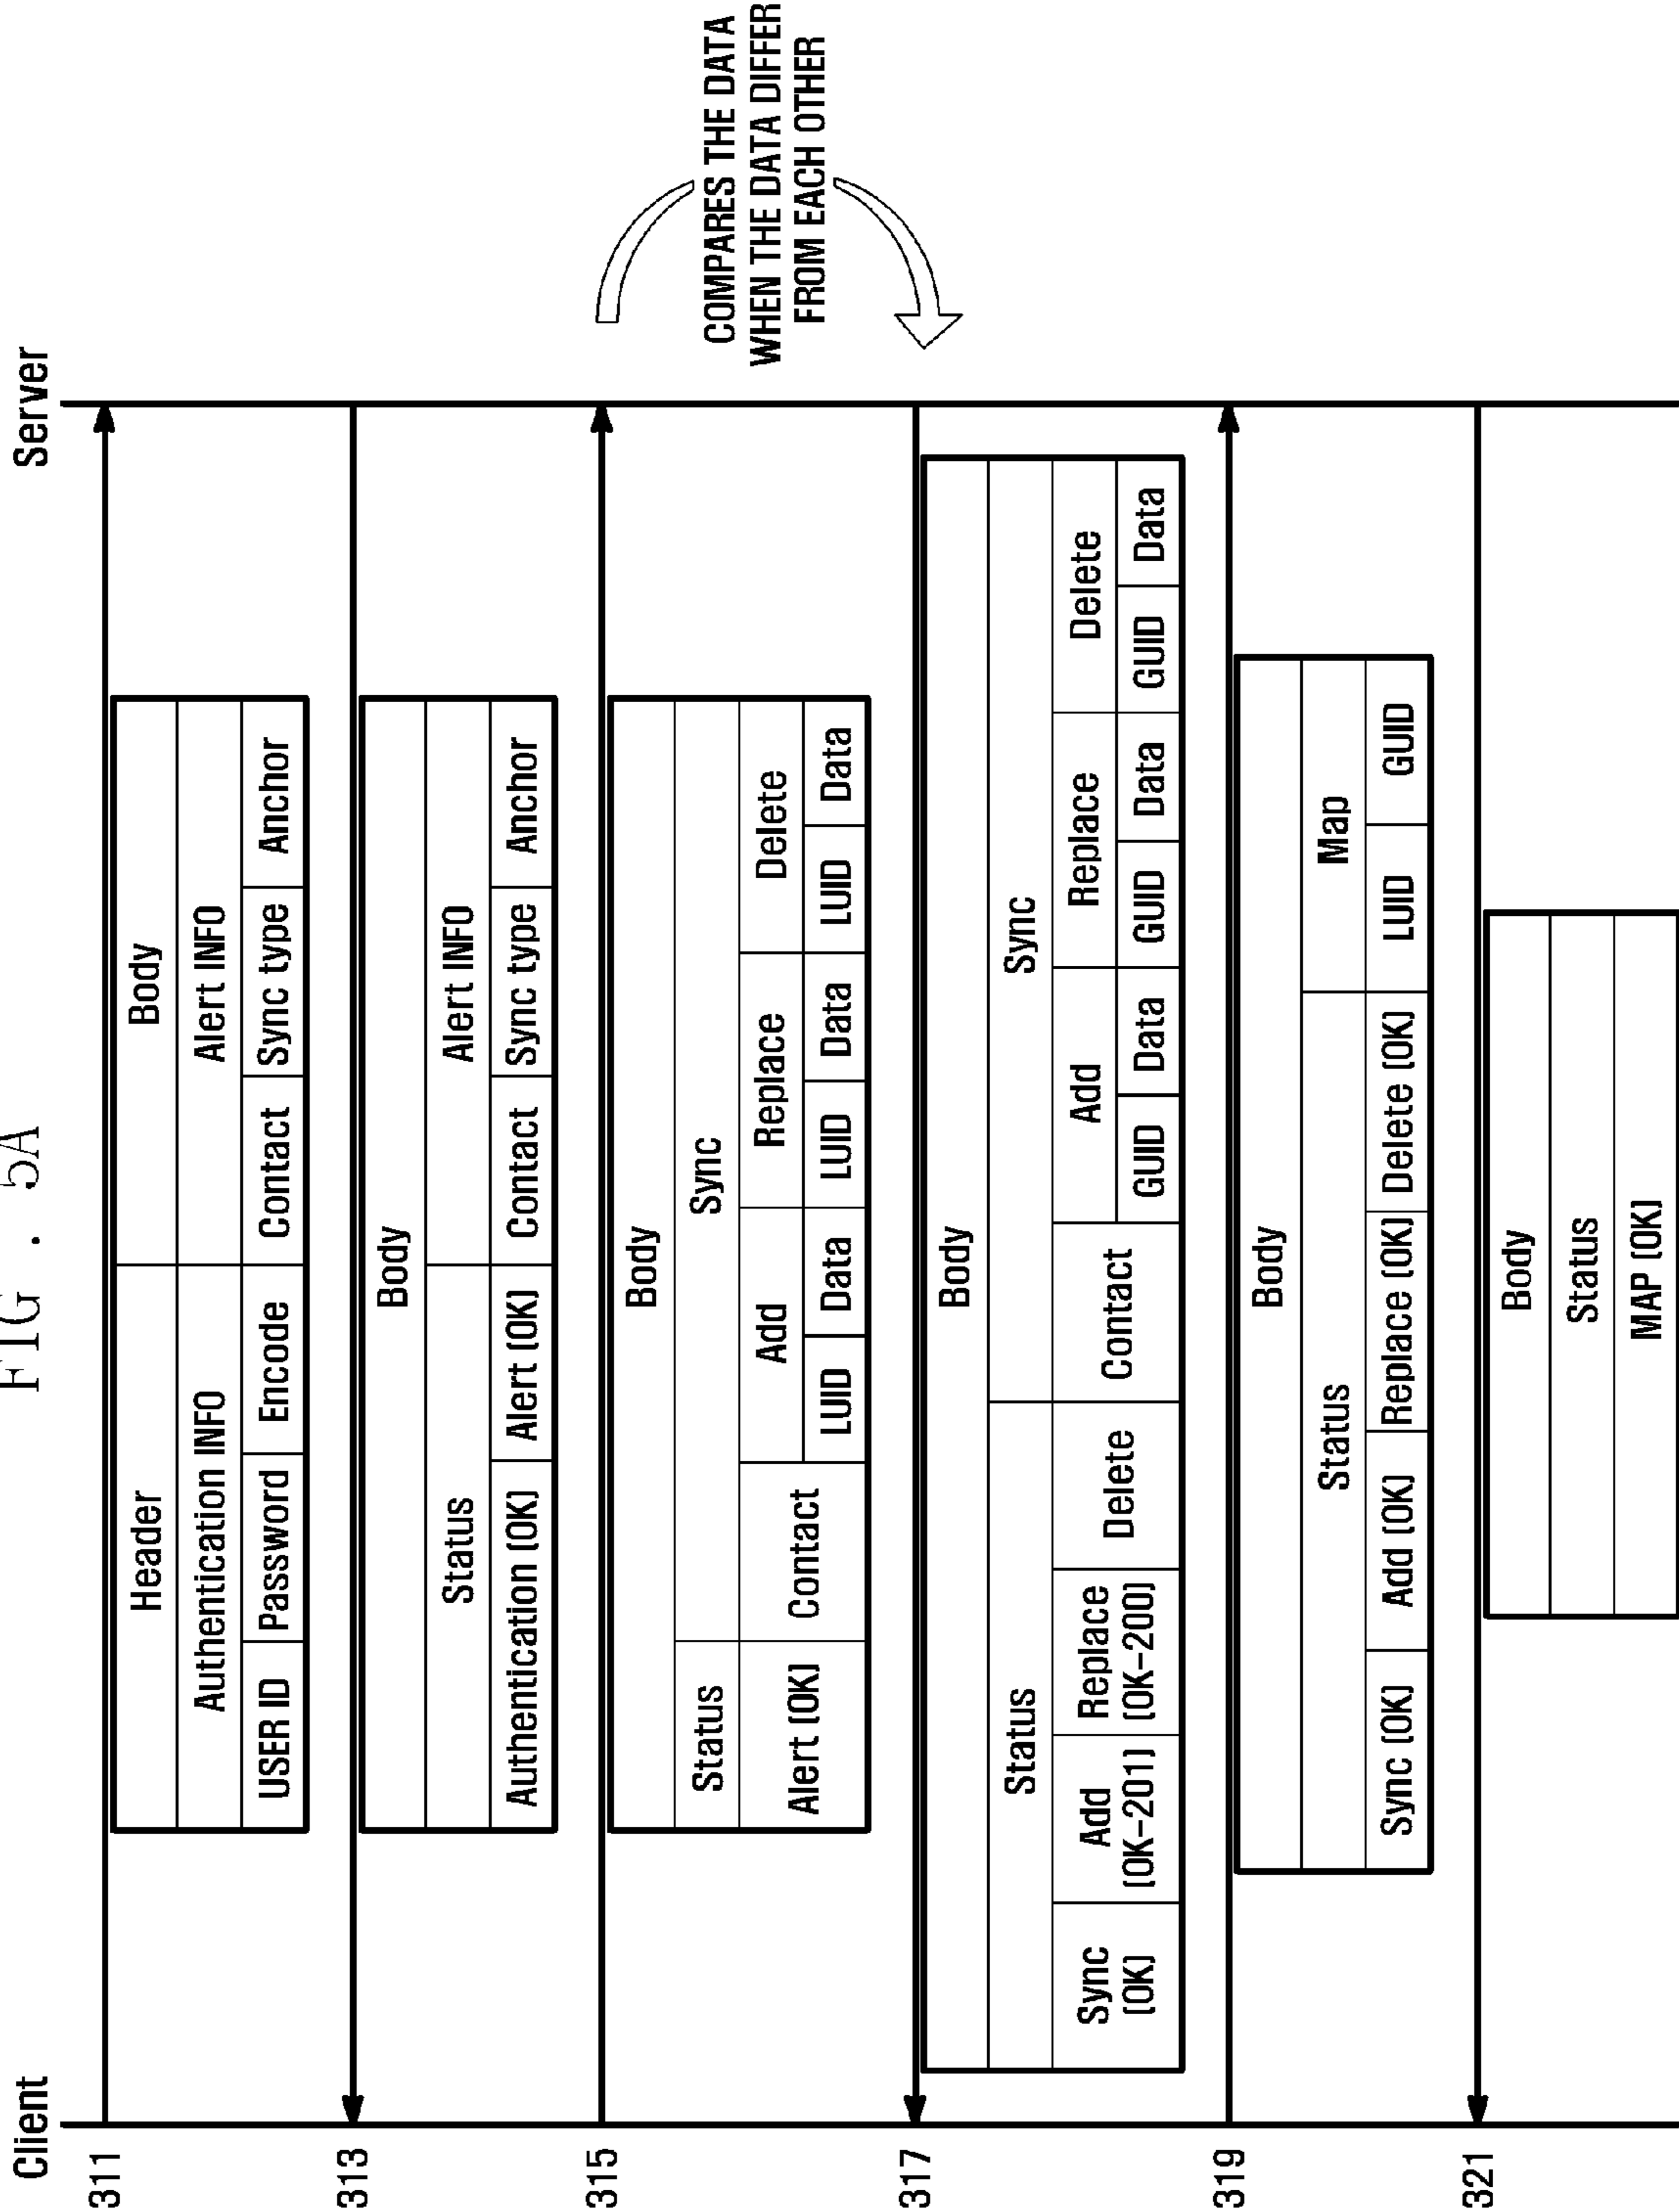 FIG. 5A
Client
Server
311
Header
Body
Authentication INFO
Alert INFO
USER ID
Password
Encode
Contact
Sync type
Anchor
313
Body
Status
Alert INFO
Authentication (OK)
Alert (OK)
Contact
Sync type
Anchor
315
Body
Status
Sync
Alert (OK)
Contact
Add
Replace
Delete
LUID
Data
LUID
Data
LUID
Data
COMPARES THE DATA
WHEN THE DATA DIFFER
FROM EACH OTHER
317
Body
Status
Sync
Sync
(OK)
Add
(OK-201)
Replace
(OK-200)
Delete
Contact
Add
Replace
Delete
GUID
Data
GUID
Data
GUID
Data
319
Body
Status
Map
Sync (OK)
Add (OK)
Replace (OK)
Delete (OK)
LUID
GUID
321
Body
Status
MAP (OK)